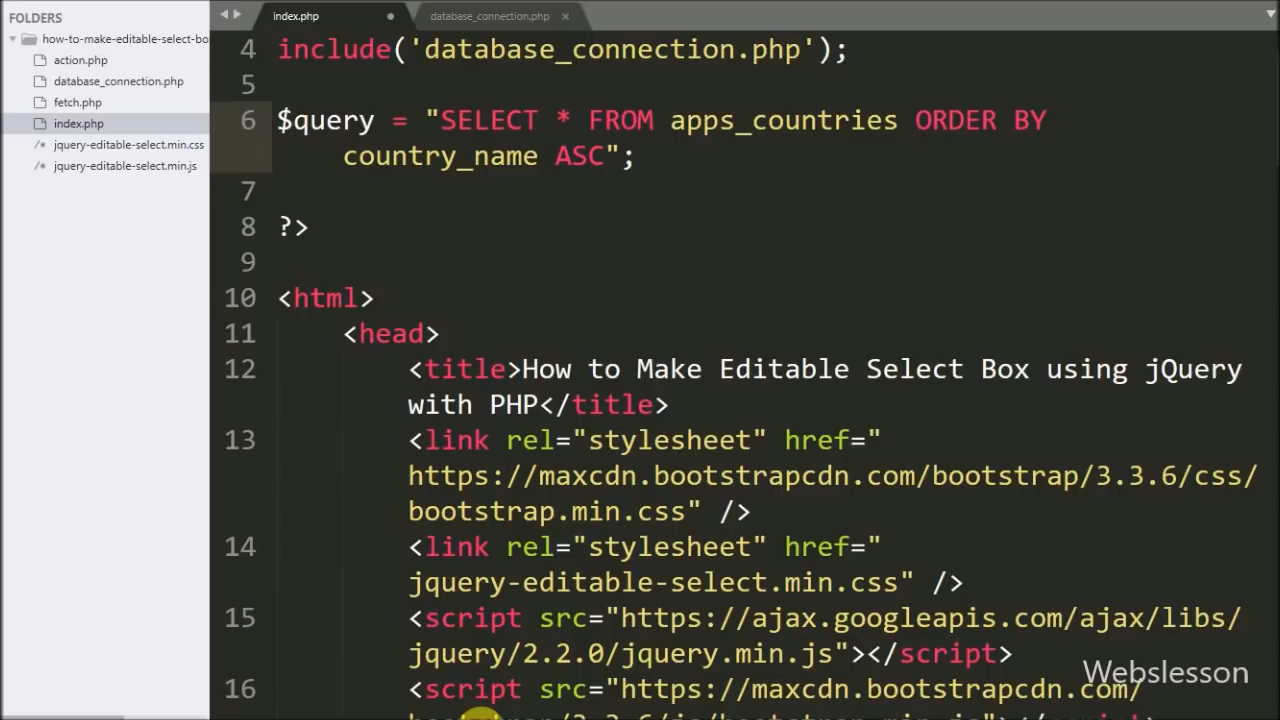 FOLDERS
how-to-make-editable-select-bo
action.php
database_connection.php
fetch.php
index.php
/* jquery-editable-select.min.css
/* jquery-editable-select.min.js
index.php
database_connection.php ×
4 include('database_connection.php');
5
6 $query = "SELECT * FROM apps_countries ORDER BY
country_name ASC";
7
8 ?>
9
10 <html>
11 <head>
12 <title>How to Make Editable Select Box using jQuery
with PHP</title>
13 <link rel="stylesheet" href="
https://maxcdn.bootstrapcdn.com/bootstrap/3.3.6/css/
bootstrap.min.css" />
14 <link rel="stylesheet" href="
jquery-editable-select.min.css" />
15 <script src="https://ajax.googleapis.com/ajax/libs/
jquery/2.2.0/jquery.min.js"></script>
16 <script src="https://maxcdn.bootstrapcdn.com/
Webslesson